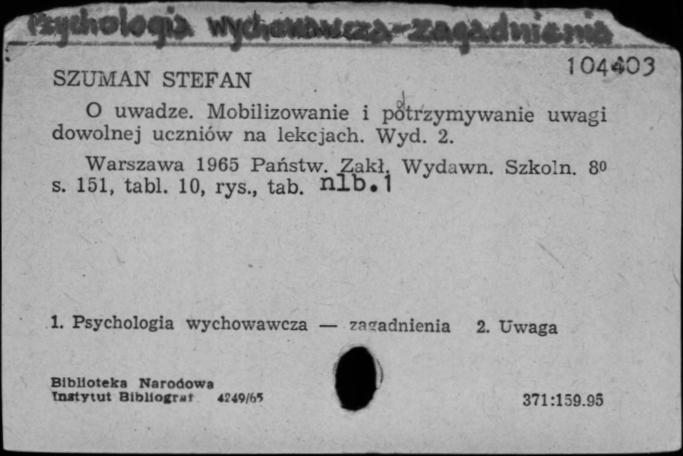 Psychologia wychowawcza-zagadnienia
104403
SZUMAN STEFAN
O uwadze. Mobilizowanie i podtrzymywanie uwagi
dowolnej uczniów na lekcjach. Wyd. 2.
Warszawa 1965 Państw. Zakł. Wydawn. Szkoln. 8⁰
s. 151, tabl. 10, rys., tab. nlb.1
1. Psychologia wychowawcza — zagadnienia 2. Uwaga
Biblioteka Narodowa
Instytut Bibliograf 4249/65
371:159.95